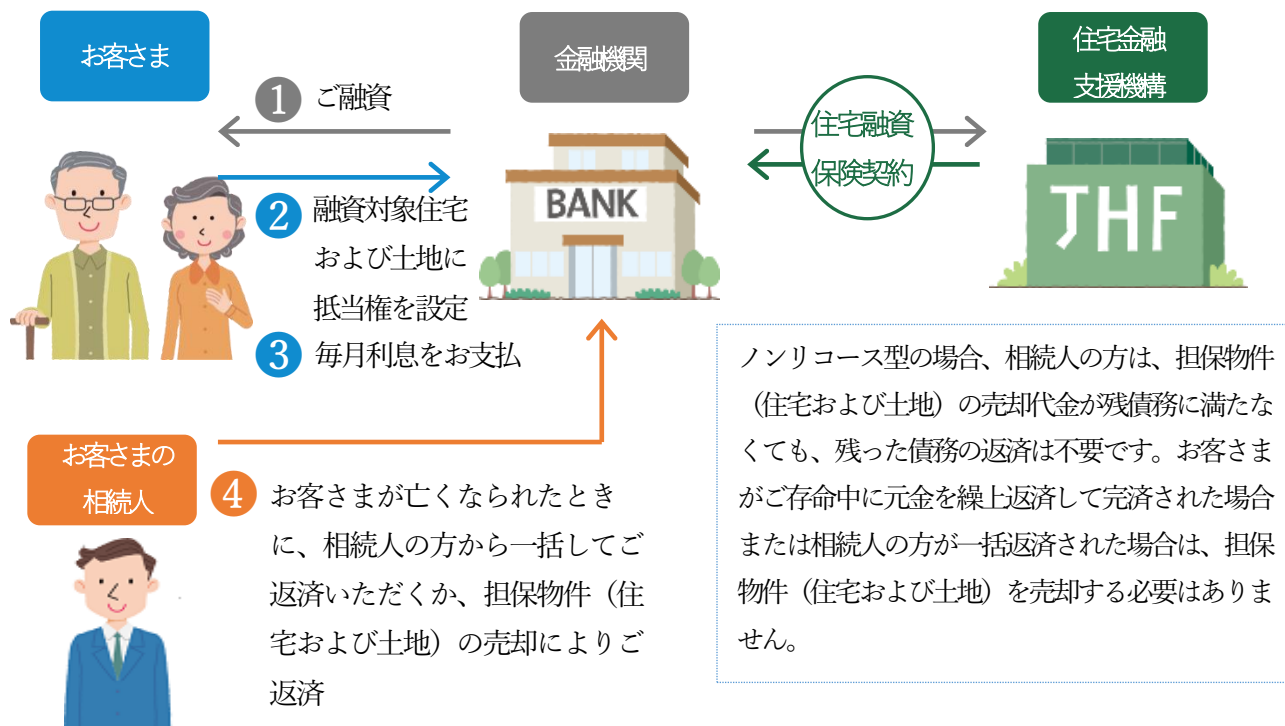 お客さま
金融機関
住宅金融
支援機構
❶ ご融資
住宅融資
保険契約
BANK
JHF
❷ 融資対象住宅
および土地に
抵当権を設定
❸ 毎月利息をお支払
お客さまの
相続人
❹ お客さまが亡くなられたとき
に、相続人の方から一括してご
返済いただくか、担保物件（住
宅および土地）の売却によりご
返済
ノンリコース型の場合、相続人の方は、担保物件
（住宅および土地）の売却代金が残債務に満たな
くても、残った債務の返済は不要です。お客さま
がご存命中に元金を繰上返済して完済された場合
または相続人の方が一括返済された場合は、担保
物件（住宅および土地）を売却する必要はありま
せん。